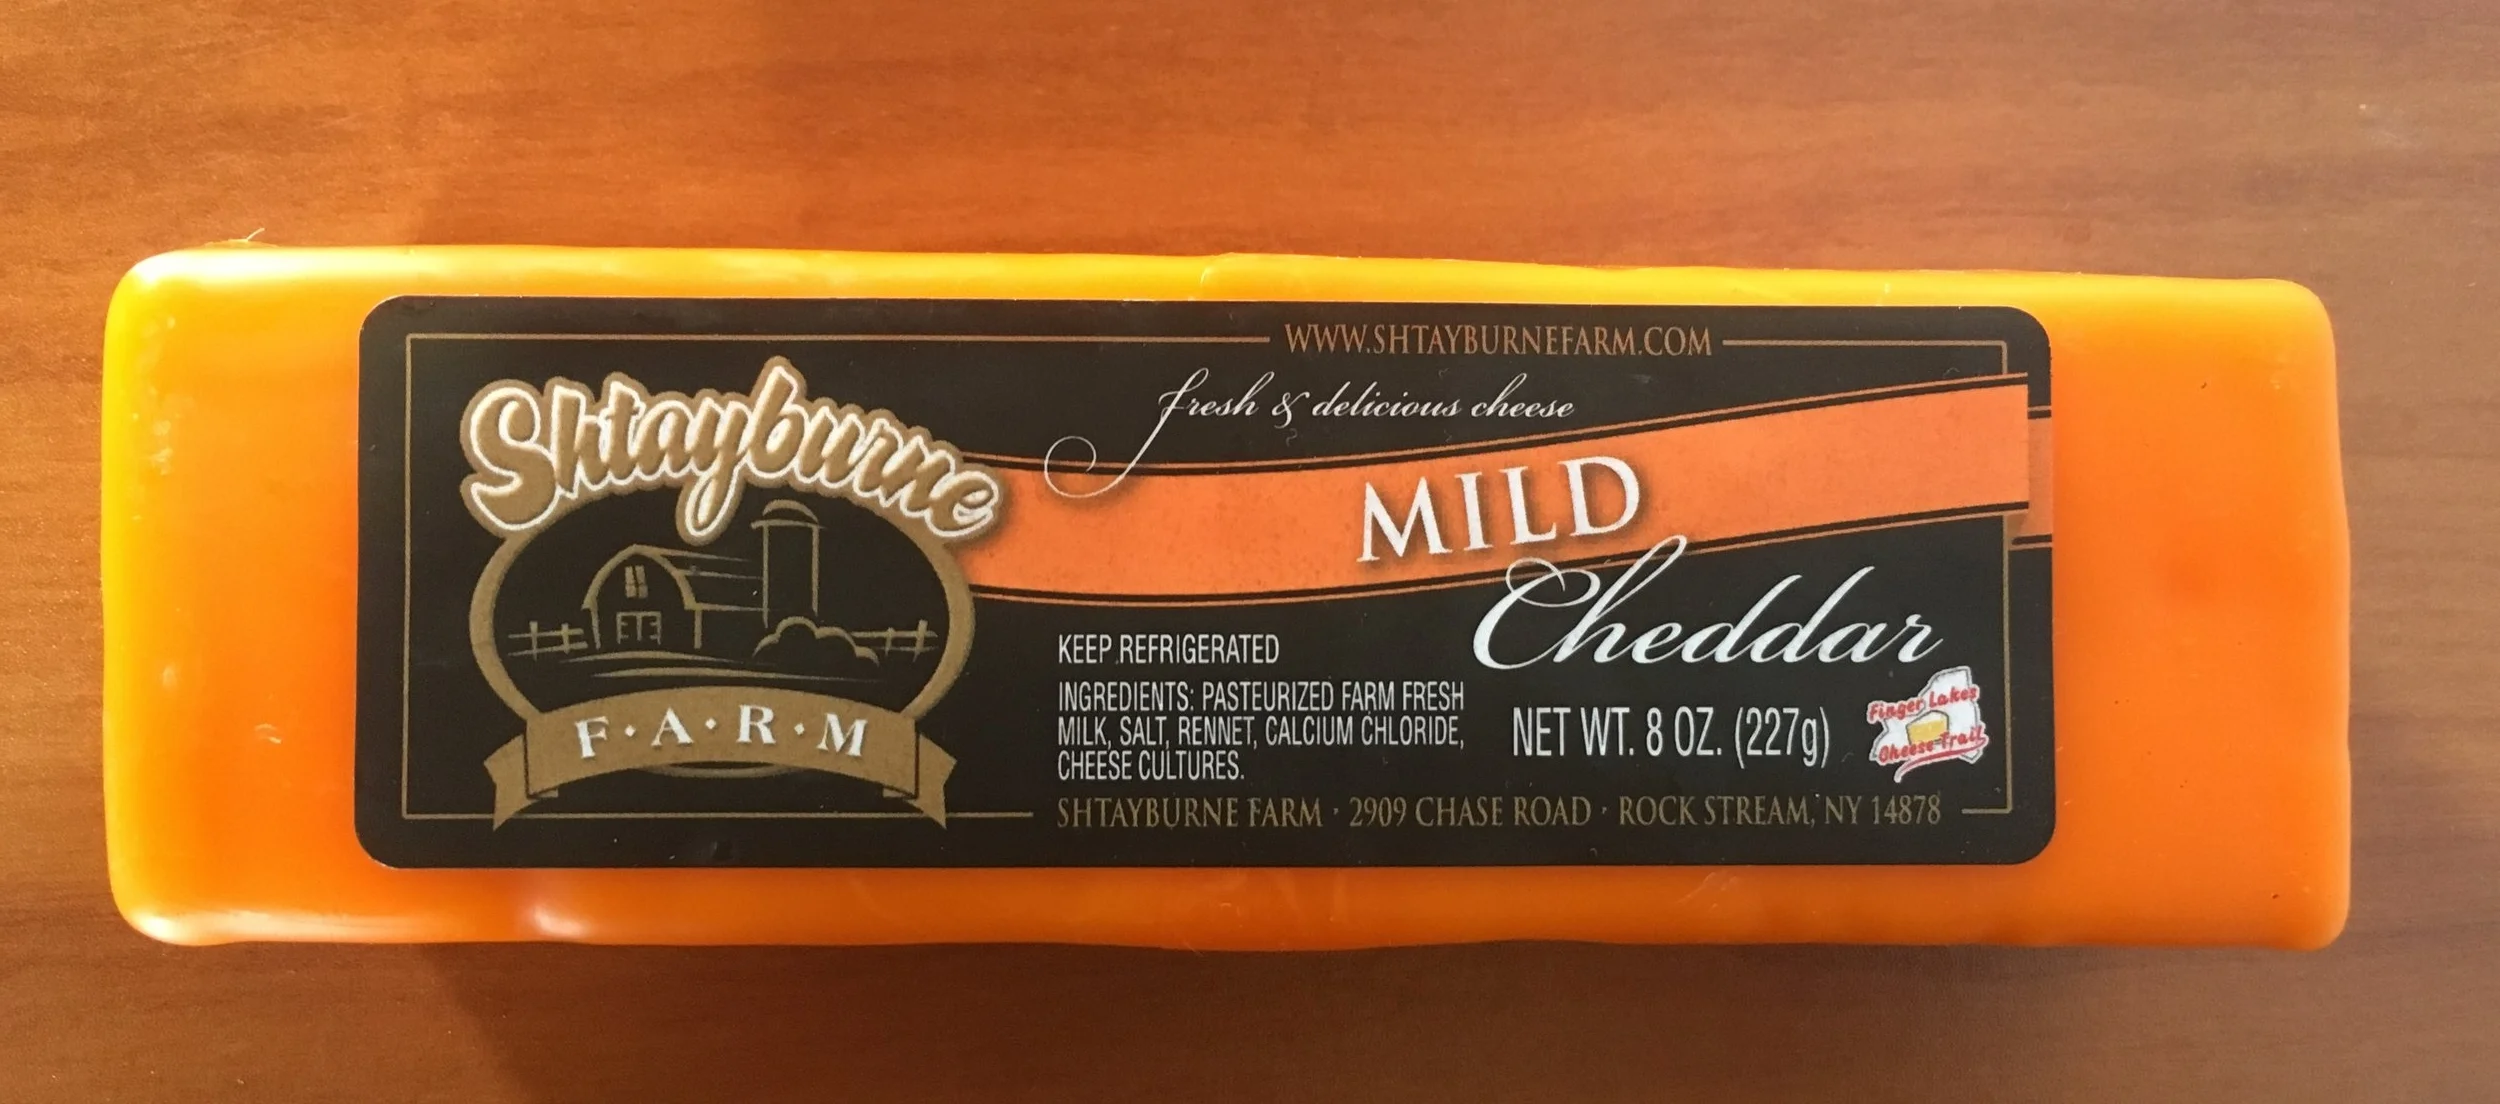 WWW.SHTAYBURNEFARM.COM
fresh & delicious cheese
Shtayburne
F·A·R·M
MILD
Cheddar
KEEP REFRIGERATED
INGREDIENTS: PASTEURIZED FARM FRESH
MILK, SALT, RENNET, CALCIUM CHLORIDE,
CHEESE CULTURES.
NET WT. 8 OZ. (227g)
Finger Lakes
Cheese Trail
SHTAYBURNE FARM · 2909 CHASE ROAD · ROCK STREAM, NY 14878